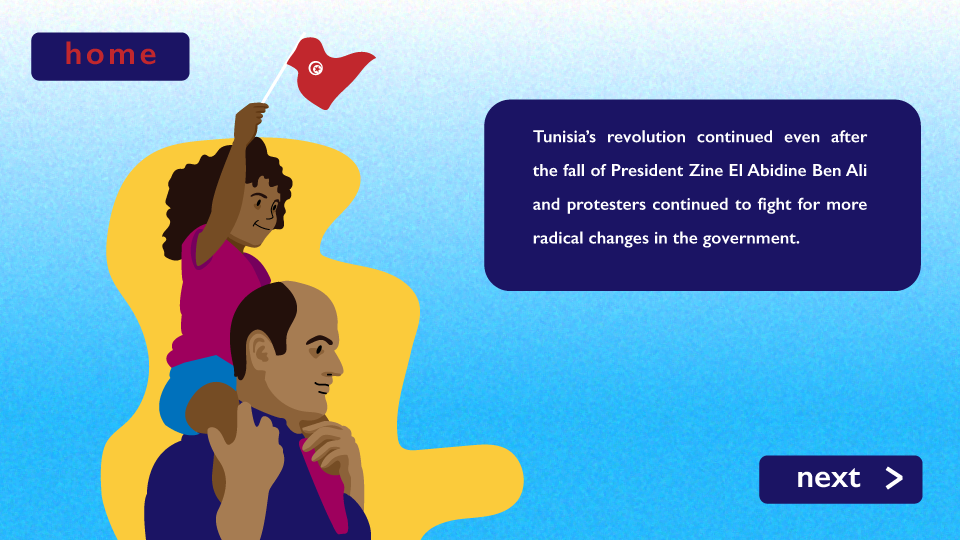 home
Tunisia’s revolution continued even after
the fall of President Zine El Abidine Ben Ali
and protesters continued to fight for more
radical changes in the government.
next >